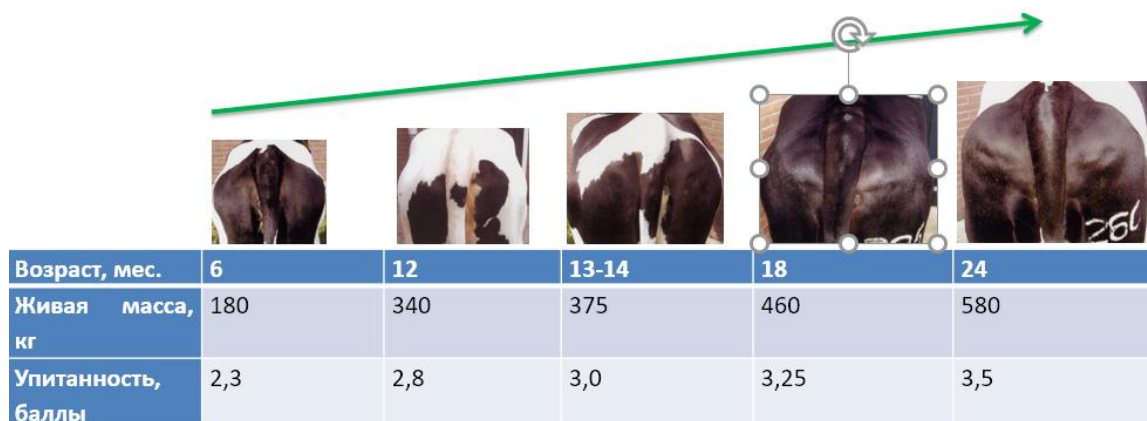 Возраст, мес. 6 12 13-14 18 24
Живая масса, 180 340 375 460 580
кг
Упитанность, 2,3 2,8 3,0 3,25 3,5
баллы